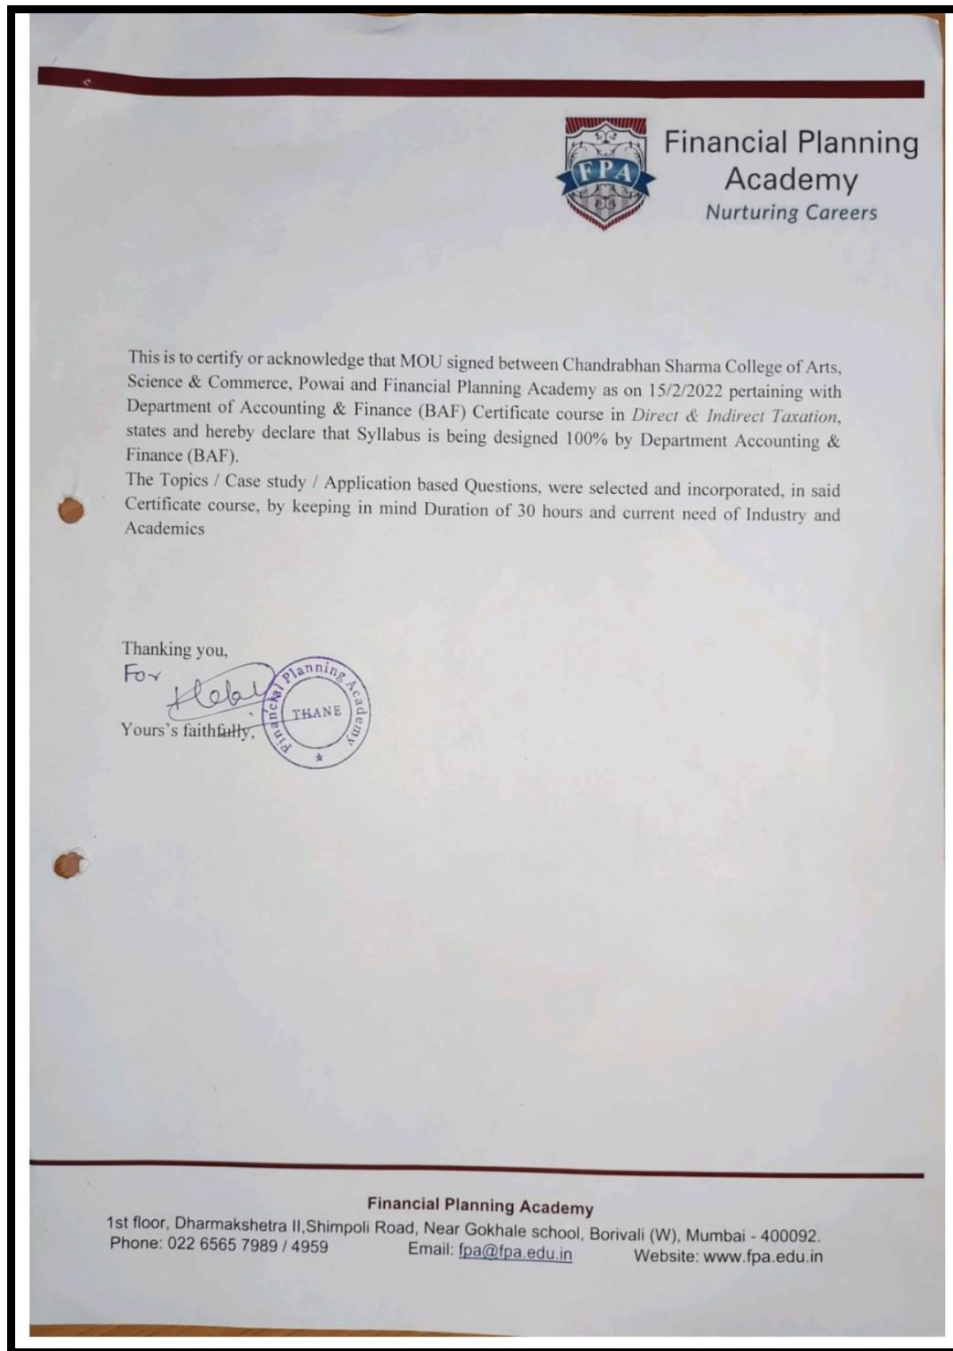 FPA
Financial Planning
Academy
Nurturing Careers
This is to certify or acknowledge that MOU signed between Chandrabhan Sharma College of Arts,
Science & Commerce, Powai and Financial Planning Academy as on 15/2/2022 pertaining with
Department of Accounting & Finance (BAF) Certificate course in Direct & Indirect Taxation,
states and hereby declare that Syllabus is being designed 100% by Department Accounting &
Finance (BAF).
The Topics / Case study / Application based Questions, were selected and incorporated, in said
Certificate course, by keeping in mind Duration of 30 hours and current need of Industry and
Academics
Thanking you,
For
Financial Planning Academy
THANE
Yours's faithfully,
Financial Planning Academy
1st floor, Dharmakshetra II,Shimpoli Road, Near Gokhale school, Borivali (W), Mumbai - 400092.
Phone: 022 6565 7989 / 4959 Email: fpa@fpa.edu.in Website: www.fpa.edu.in